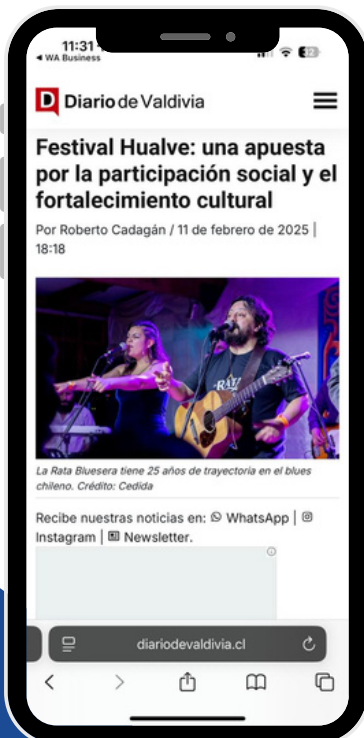 11:31
◀ WA Business
Diario de Valdivia
Festival Hualve: una apuesta
por la participación social y el
fortalecimiento cultural
Por Roberto Cadagán / 11 de febrero de 2025 |
18:18
La Rata Bluesera tiene 25 años de trayectoria en el blues
chileno. Crédito: Cedida
Recibe nuestras noticias en: WhatsApp |
Instagram | Newsletter.
diariodevaldivia.cl